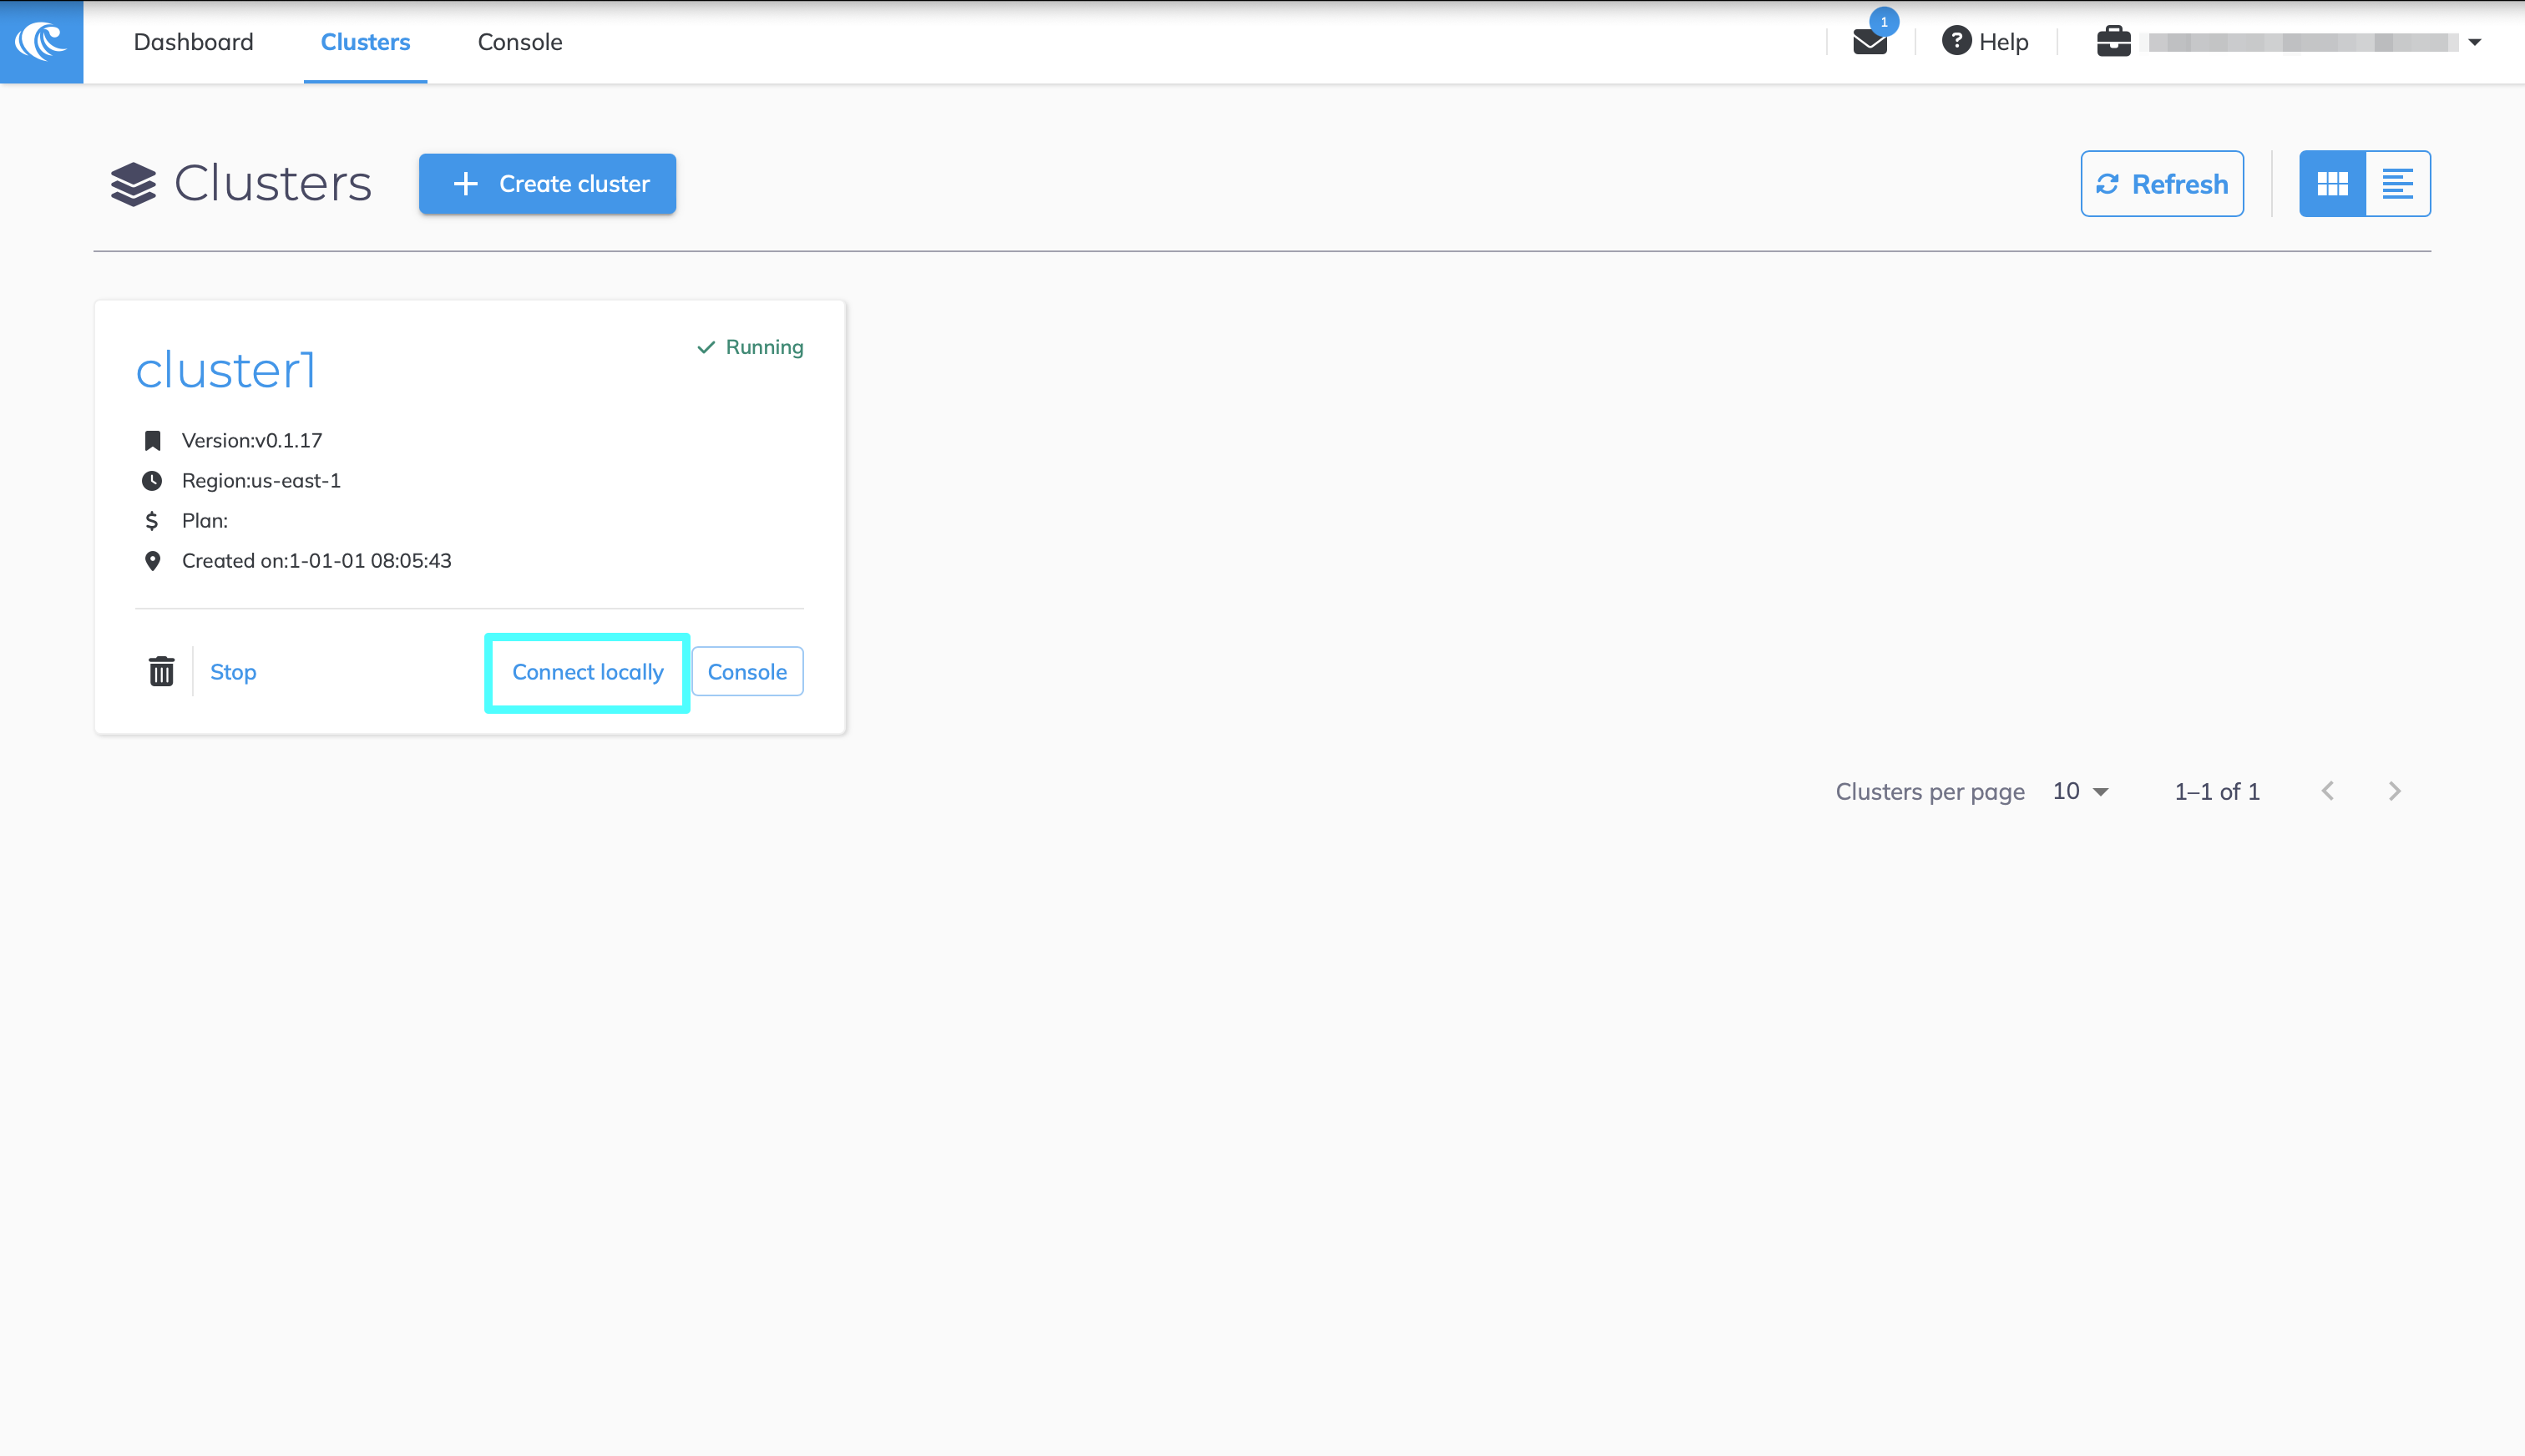 Dashboard Clusters Console 1 Help
Clusters + Create cluster Refresh
cluster1 Running
Version:v0.1.17
Region:us-east-1
$ Plan:
Created on:1-01-01 08:05:43
Stop Connect locally Console
Clusters per page 10 1–1 of 1